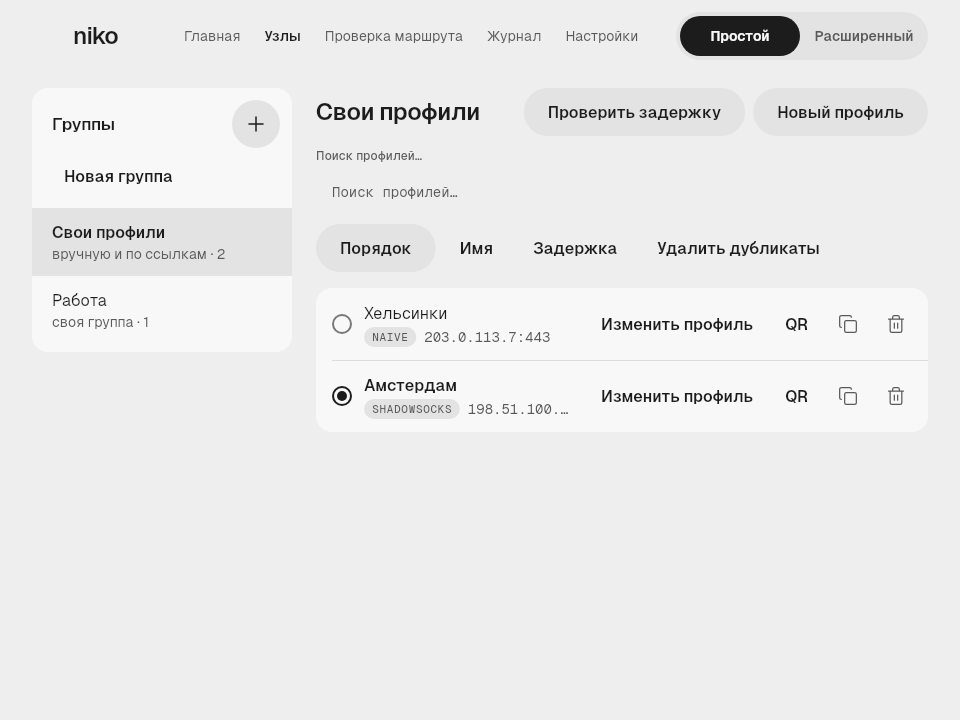 niko
Главная Узлы Проверка маршрута Журнал Настройки Простой Расширенный
Группы
Новая группа
Свои профили
вручную и по ссылкам · 2
Работа
своя группа · 1
Свои профили Проверить задержку Новый профиль
Поиск профилей…
Поиск профилей…
Порядок Имя Задержка Удалить дубликаты
Хельсинки
NAIVE 203.0.113.7:443
Изменить профиль QR
Амстердам
SHADOWSOCKS 198.51.100.…
Изменить профиль QR